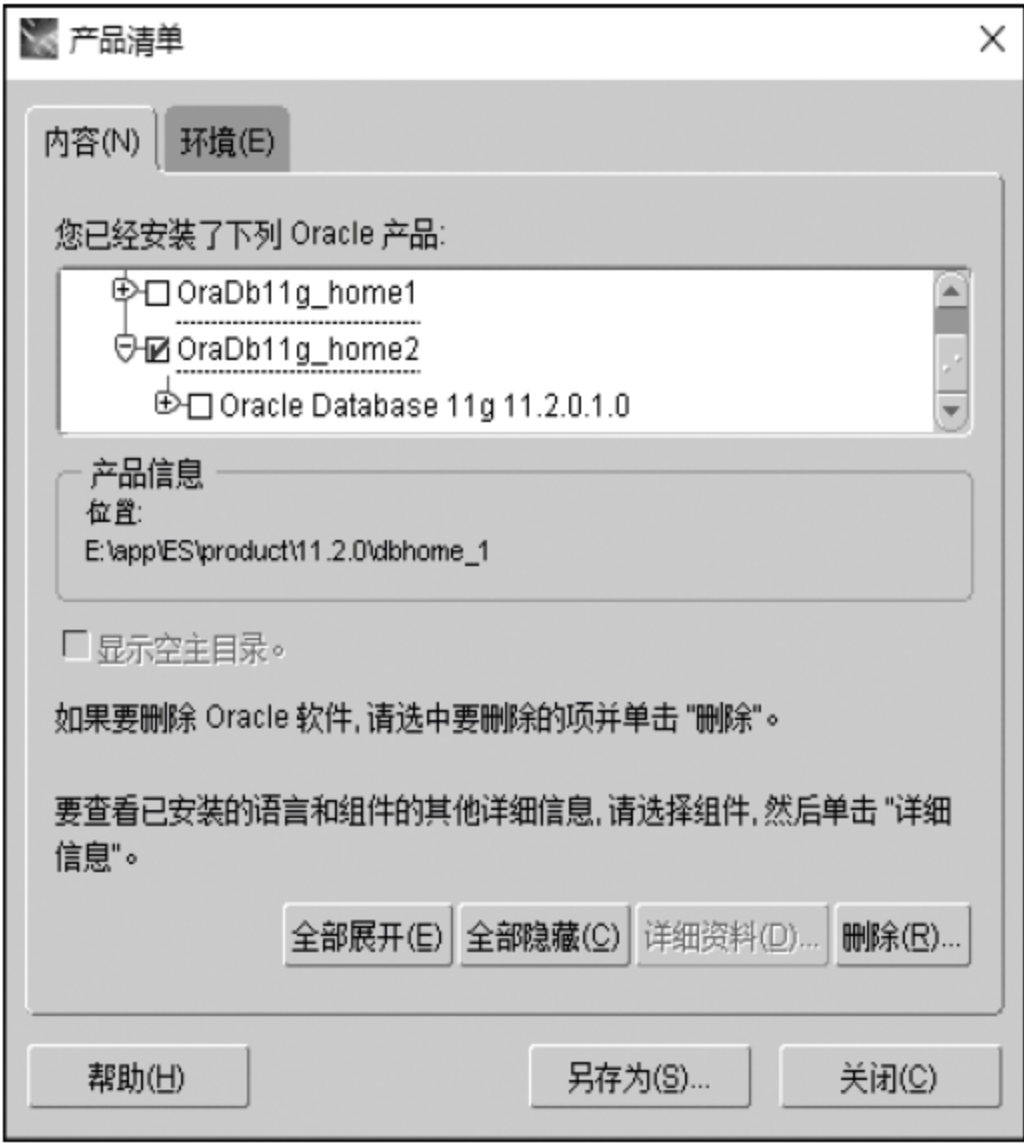 产品清单
内容(N) 环境(E)
您已经安装了下列 Oracle 产品:
OraDb11g_home1
OraDb11g_home2
Oracle Database 11g 11.2.0.1.0
产品信息
位置:
E:\app\ES\product\11.2.0\dbhome_1
显示空主目录。
如果要删除 Oracle 软件, 请选中要删除的项并单击 "删除"。
要查看已安装的语言和组件的其他详细信息, 请选择组件, 然后单击 "详细
信息"。
全部展开(E) 全部隐藏(C) 详细资料(D)... 删除(R)...
帮助(H) 另存为(S)... 关闭(C)